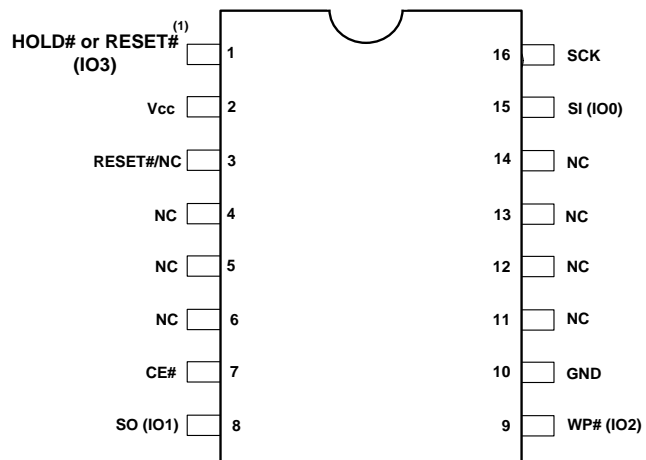 HOLD# or RESET# (1)
(IO3)
1
16
SCK
Vcc
2
15
SI (IO0)
RESET#/NC
3
14
NC
NC
4
13
NC
NC
5
12
NC
NC
6
11
NC
CE#
7
10
GND
SO (IO1)
8
9
WP# (IO2)